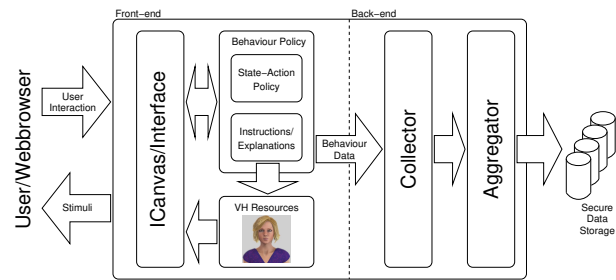 Front−end
Back−end
User/Webbrowser
User
Interaction
Stimuli
ICanvas/Interface
Behaviour Policy
State−Action
Policy
Instructions/
Explanations
VH Resources
Behaviour
Data
Collector
Aggregator
Secure
Data
Storage